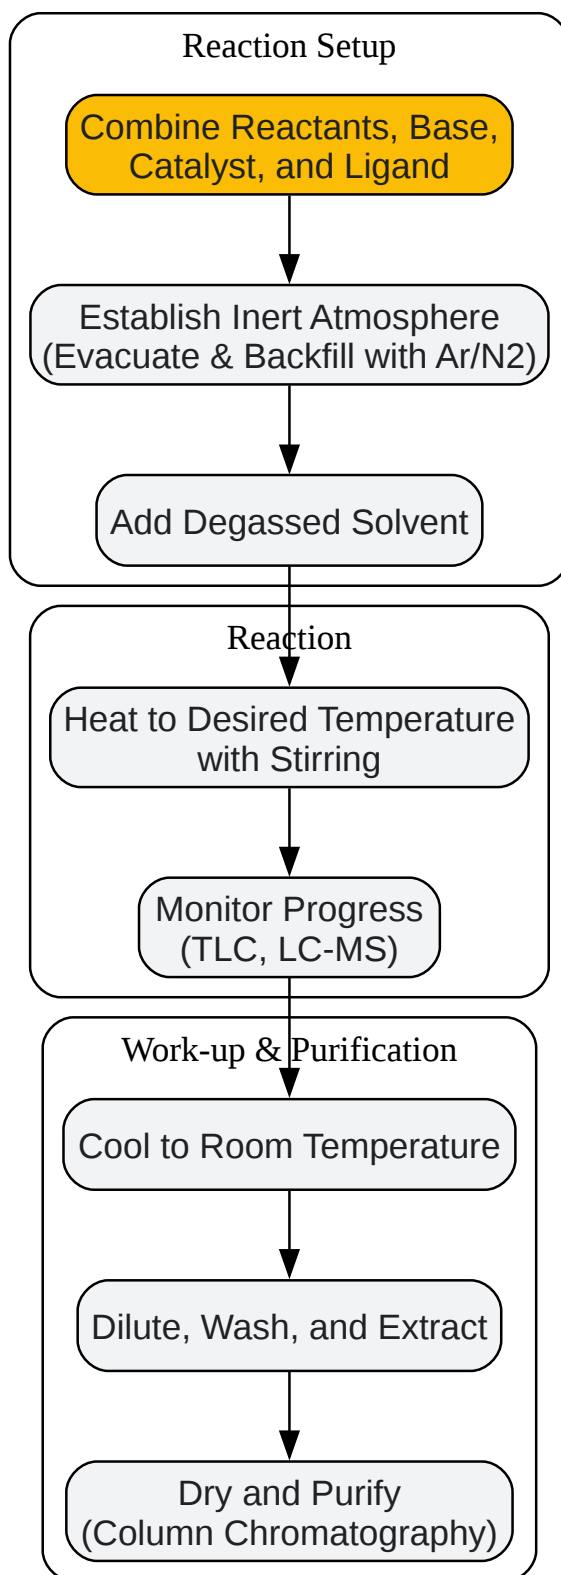 Reaction Setup
Combine Reactants, Base,
Catalyst, and Ligand
Establish Inert Atmosphere
(Evacuate & Backfill with Ar/N2)
Add Degassed Solvent
Reaction
Heat to Desired Temperature
with Stirring
Monitor Progress
(TLC, LC-MS)
Work-up & Purification
Cool to Room Temperature
Dilute, Wash, and Extract
Dry and Purify
(Column Chromatography)